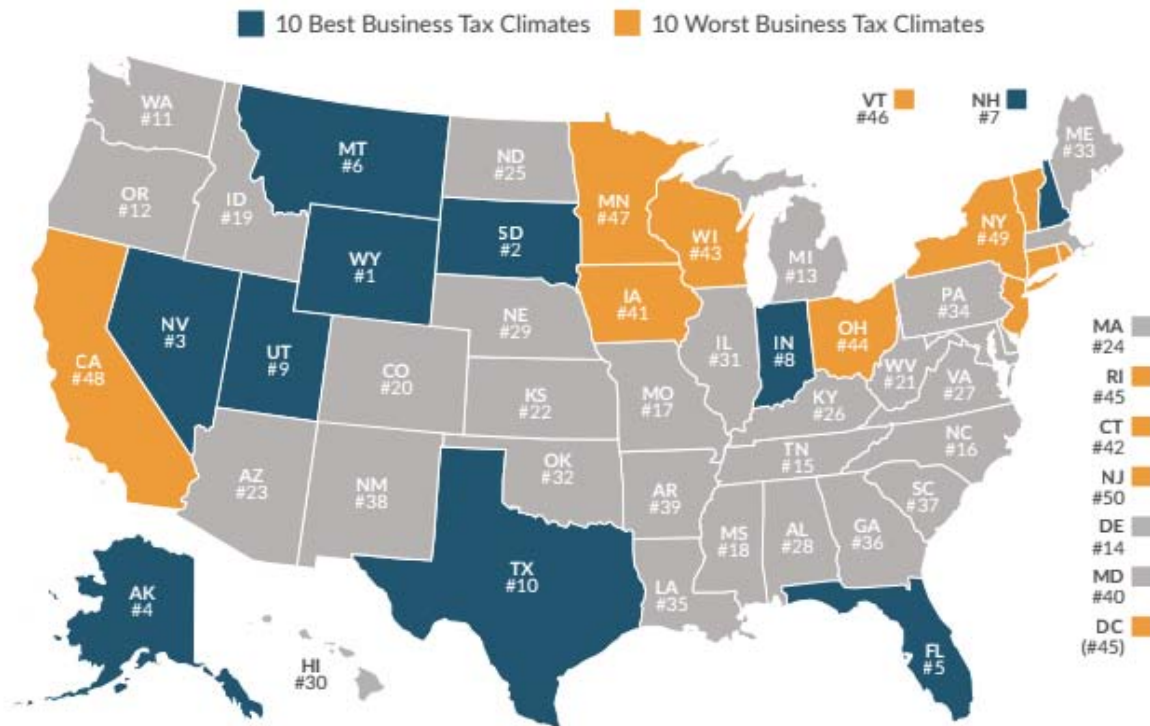 10 Best Business Tax Climates 10 Worst Business Tax Climates
VT
#46
NH
#7
WA
#11
MT
#6
ND
#25
ME
#33
OR
#12
ID
#19
MN
#47
SD
#2
WI
#43
NY
#49
WY
#1
MI
#13
IA
#41
PA
#34
NE
#29
NV
#3
UT
#9
CA
#48
IL
#31
IN
#8
OH
#44
CO
#20
WV
#21
VA
#27
KS
#22
MO
#17
KY
#26
NC
#16
TN
#15
OK
#32
AZ
#23
NM
#38
AR
#39
SC
#37
MS
#18
AL
#28
GA
#36
TX
#10
LA
#35
AK
#4
HI
#30
FL
#5
MA
#24
RI
#45
CT
#42
NJ
#50
DE
#14
MD
#40
DC
(#45)